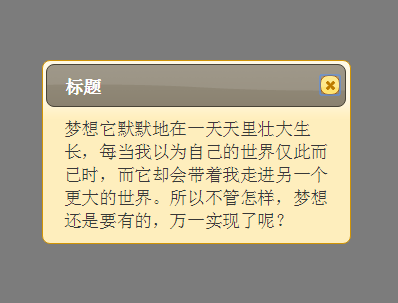 标题
梦想它默默地在一天天里壮大生
长，每当我以为自己的世界仅此而
已时，而它却会带着我走进另一个
更大的世界。所以不管怎样，梦想
还是要有的，万一实现了呢？